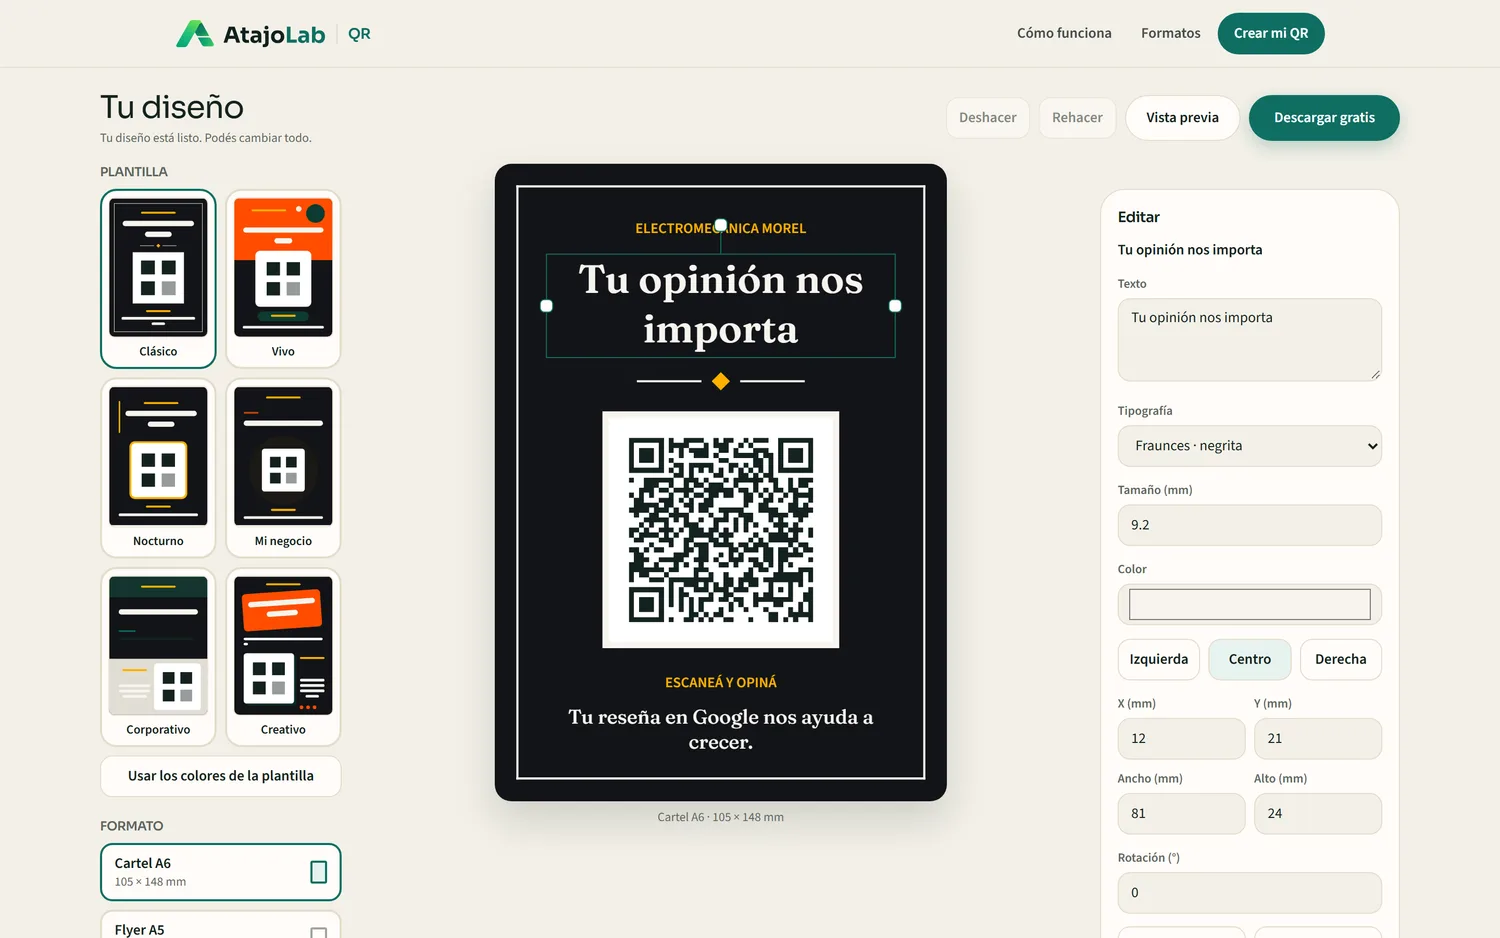 AtajoLab QR
Cómo funciona
Formatos
Crear mi QR
Tu diseño
Tu diseño está listo. Podés cambiar todo.
Deshacer
Rehacer
Vista previa
Descargar gratis
PLANTILLA
Clásico
Vivo
Nocturno
Mi negocio
Corporativo
Creativo
Usar los colores de la plantilla
FORMATO
Cartel A6
105 × 148 mm
Flyer A5
ELECTROMECÁNICA MOREL
Tu opinión nos
importa
ESCANEÁ Y OPINÁ
Tu reseña en Google nos ayuda a
crecer.
Cartel A6 · 105 × 148 mm
Editar
Tu opinión nos importa
Texto
Tu opinión nos importa
Tipografía
Fraunces · negrita
Tamaño (mm)
9.2
Color
Izquierda
Centro
Derecha
X (mm)
Y (mm)
12
21
Ancho (mm)
Alto (mm)
81
24
Rotación (°)
0